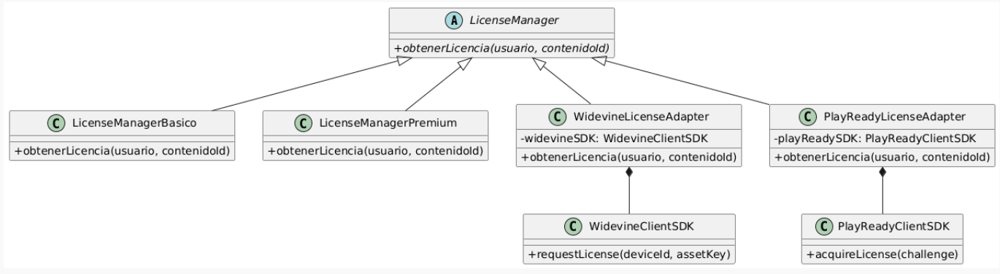 A LicenseManager
+obtenerLicencia(usuario, contenidoId)
C LicenseManagerBasico
+obtenerLicencia(usuario, contenidoId)
C LicenseManagerPremium
+obtenerLicencia(usuario, contenidoId)
C WidevineLicenseAdapter
-widevineSDK: WidevineClientSDK
+obtenerLicencia(usuario, contenidoId)
C PlayReadyLicenseAdapter
-playReadySDK: PlayReadyClientSDK
+obtenerLicencia(usuario, contenidoId)
C WidevineClientSDK
+requestLicense(deviceId, assetKey)
C PlayReadyClientSDK
+acquireLicense(challenge)